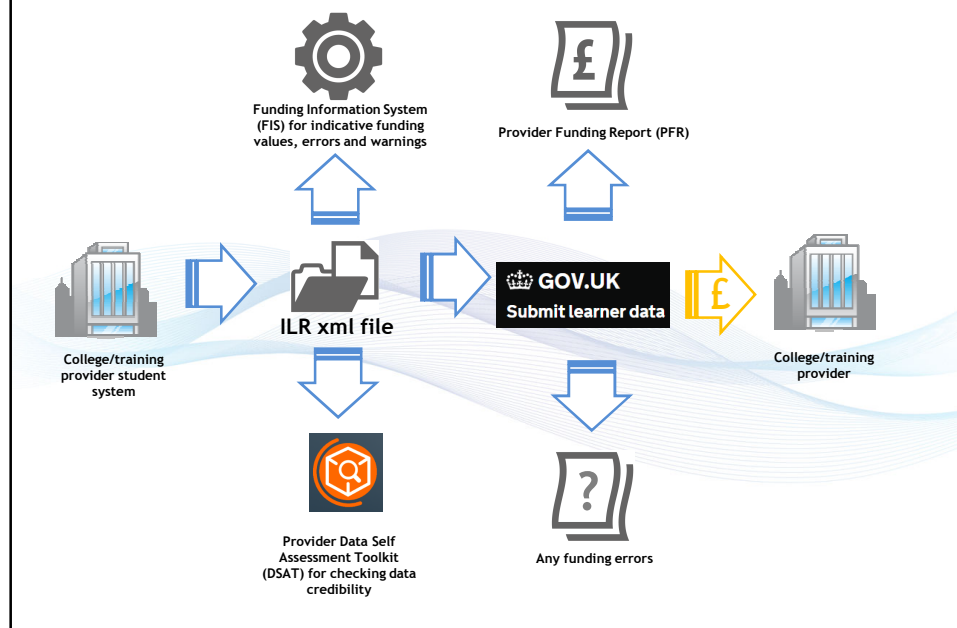 Funding Information System
(FIS) for indicative funding
values, errors and warnings
£
Provider Funding Report (PFR)
College/training
provider student
system
ILR xml file
GOV.UK
Submit learner data
£
College/training
provider
Provider Data Self
Assessment Toolkit
(DSAT) for checking data
credibility
?
Any funding errors